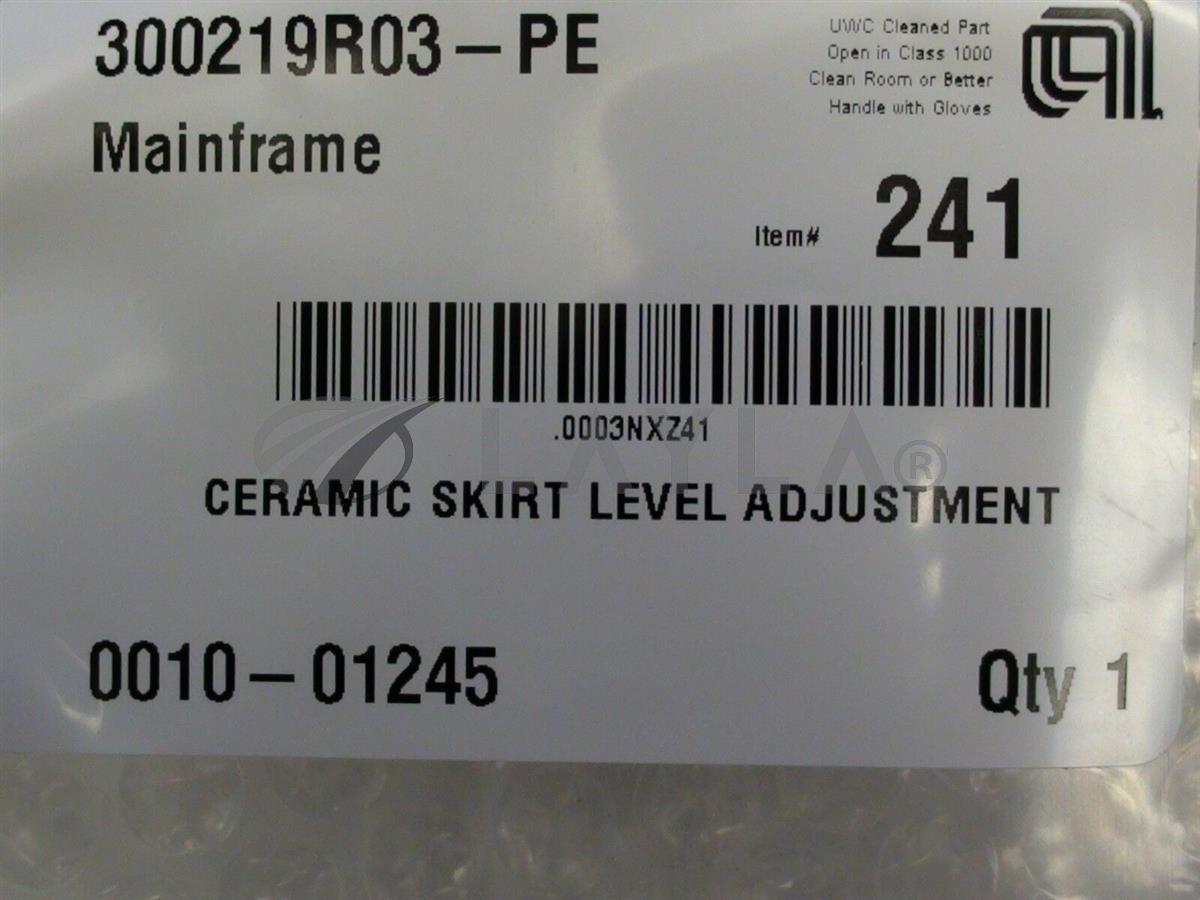 300219R03-PE
UWC Cleaned Part
Open in Class 1000
Clean Room or Better
Handle with Gloves
Mainframe
Item# 241
.0003NXZ41
LAYLA®
CERAMIC SKIRT LEVEL ADJUSTMENT
0010-01245
Qty 1